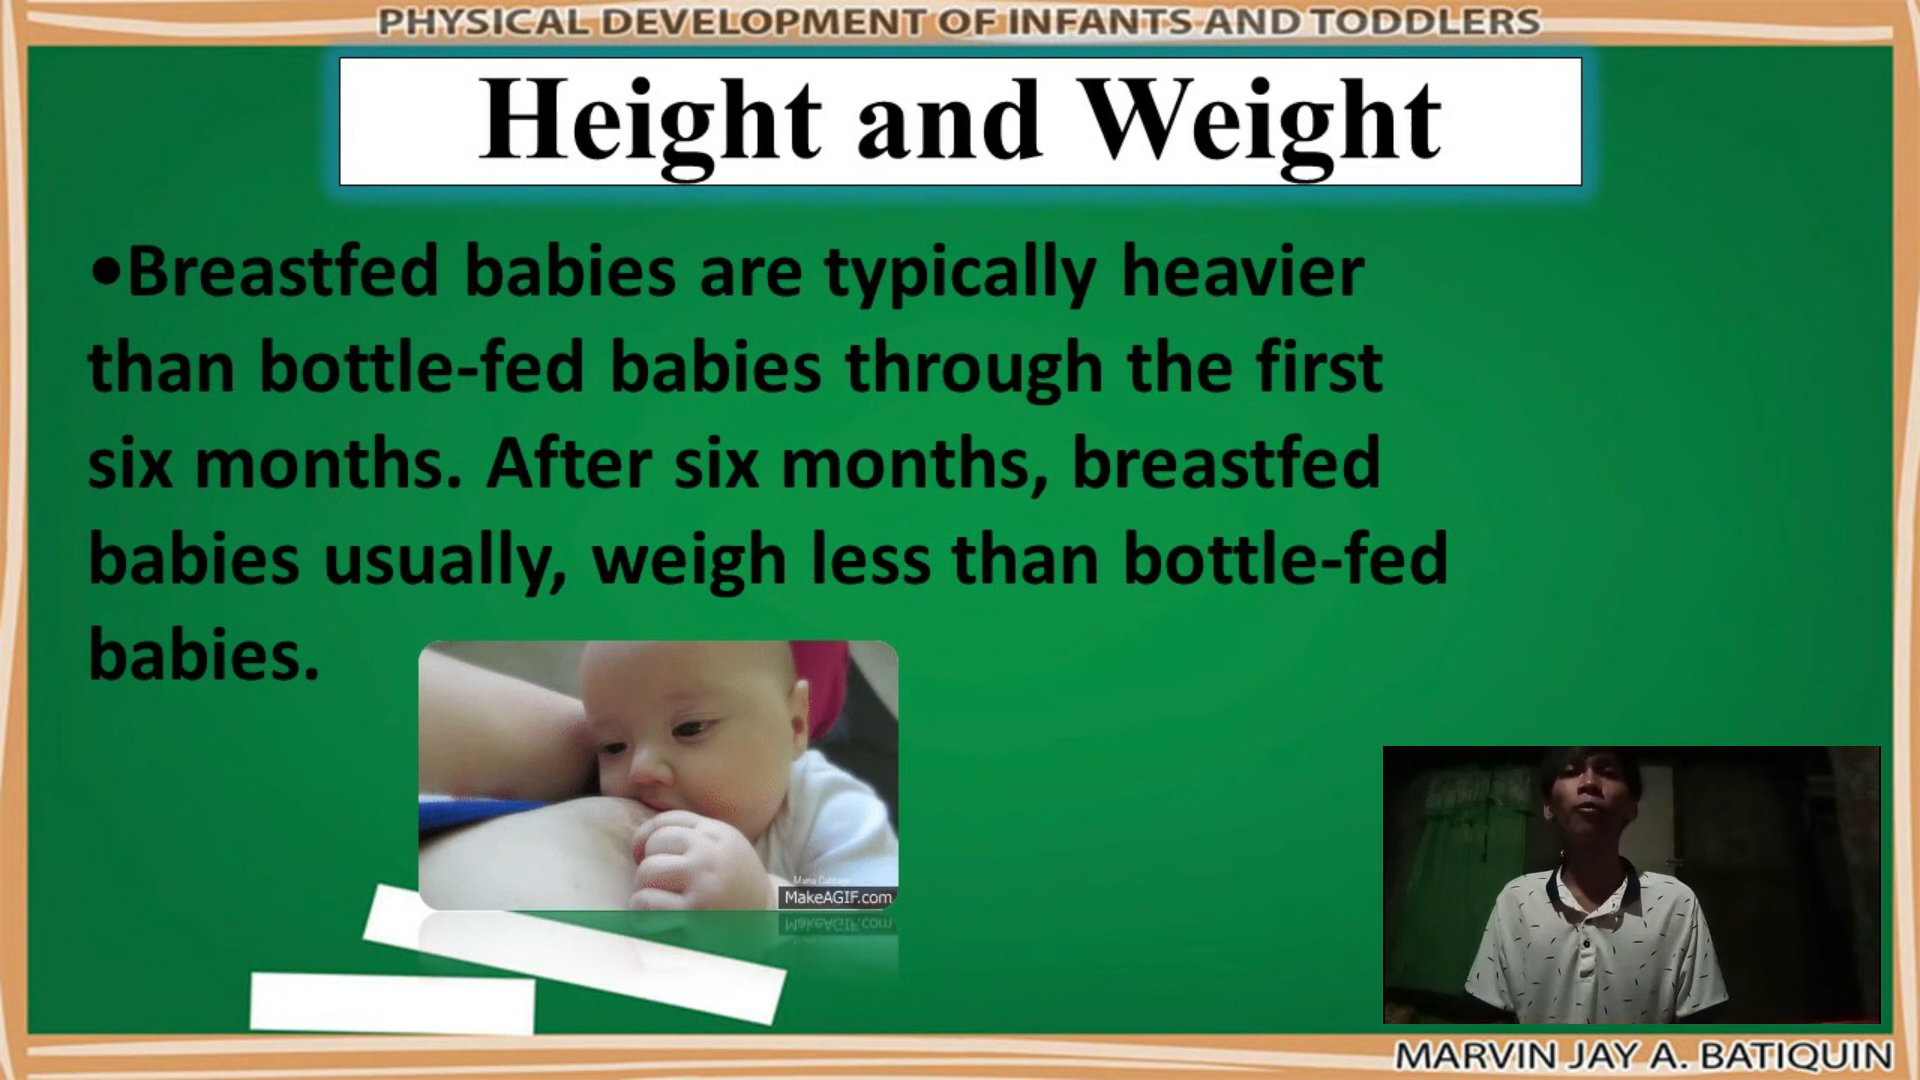 PHYSICAL DEVELOPMENT OF INFANTS AND TODDLERS
Height and Weight
•Breastfed babies are typically heavier
than bottle-fed babies through the first
six months. After six months, breastfed
babies usually, weigh less than bottle-fed
babies.
MakeAGIF.com
MARVIN JAY A. BATIQUIN